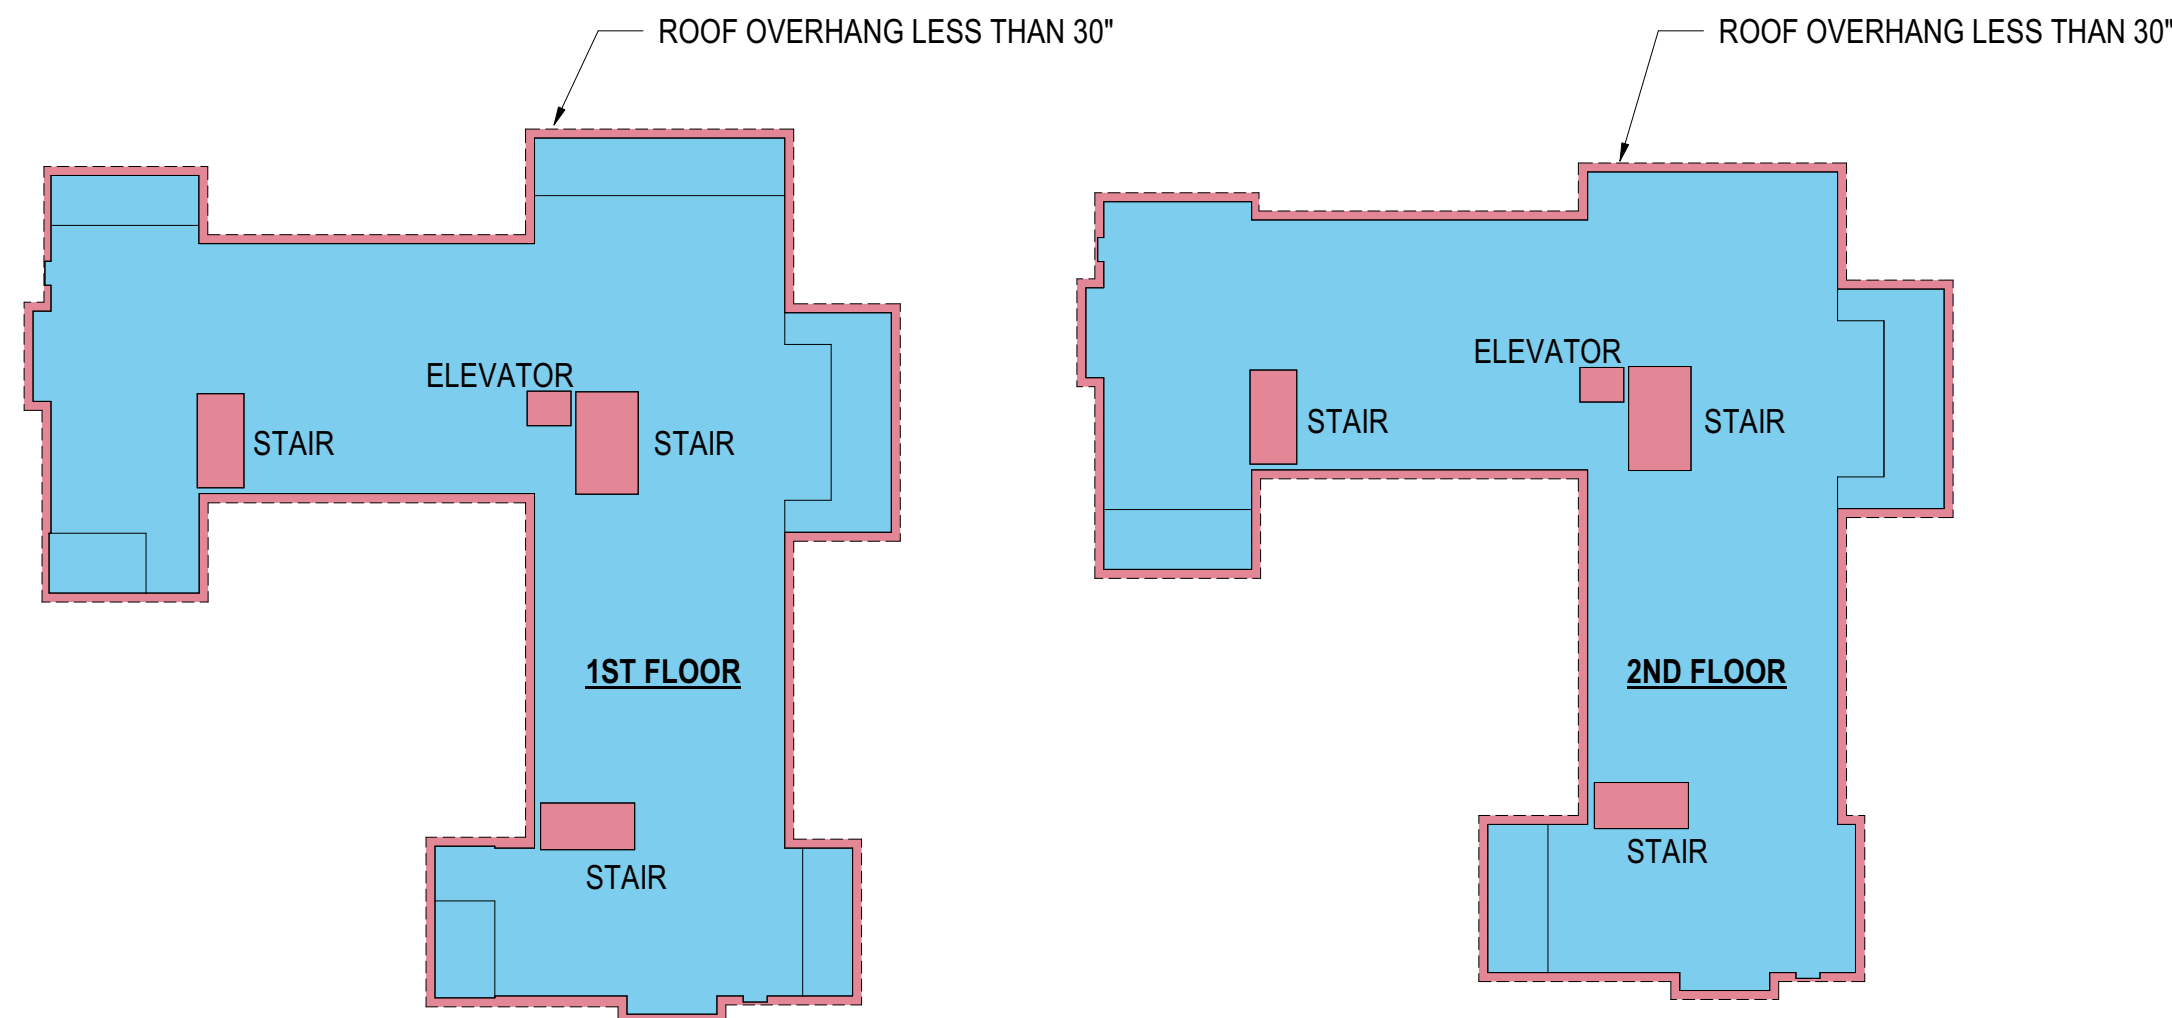 ROOF OVERHANG LESS THAN 30"
ROOF OVERHANG LESS THAN 30"
ELEVATOR
STAIR
STAIR
1ST FLOOR
STAIR
ELEVATOR
STAIR
STAIR
2ND FLOOR
STAIR